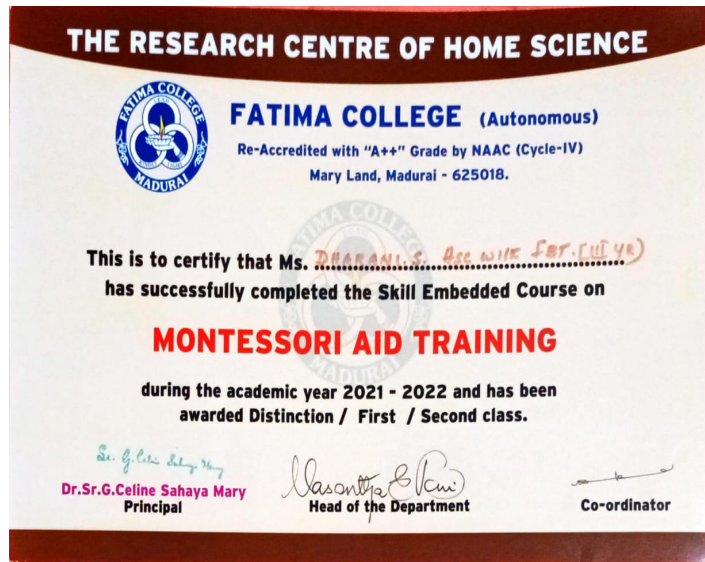 THE RESEARCH CENTRE OF HOME SCIENCE
FATIMA COLLEGE
MADURAI
FATIMA COLLEGE (Autonomous)
Re-Accredited with "A++" Grade by NAAC (Cycle-IV)
Mary Land, Madurai - 625018.
FATIMA COLLEGE
This is to certify that Ms. DHARANI.S.
has successfully completed the Skill Embedded Course on
MONTESSORI AID TRAINING
MADURAI
during the academic year 2021 - 2022 and has been
awarded Distinction / First / Second class.
Dr.Sr.G.Celine Sahaya Mary
Principal
Head of the Department
Co-ordinator